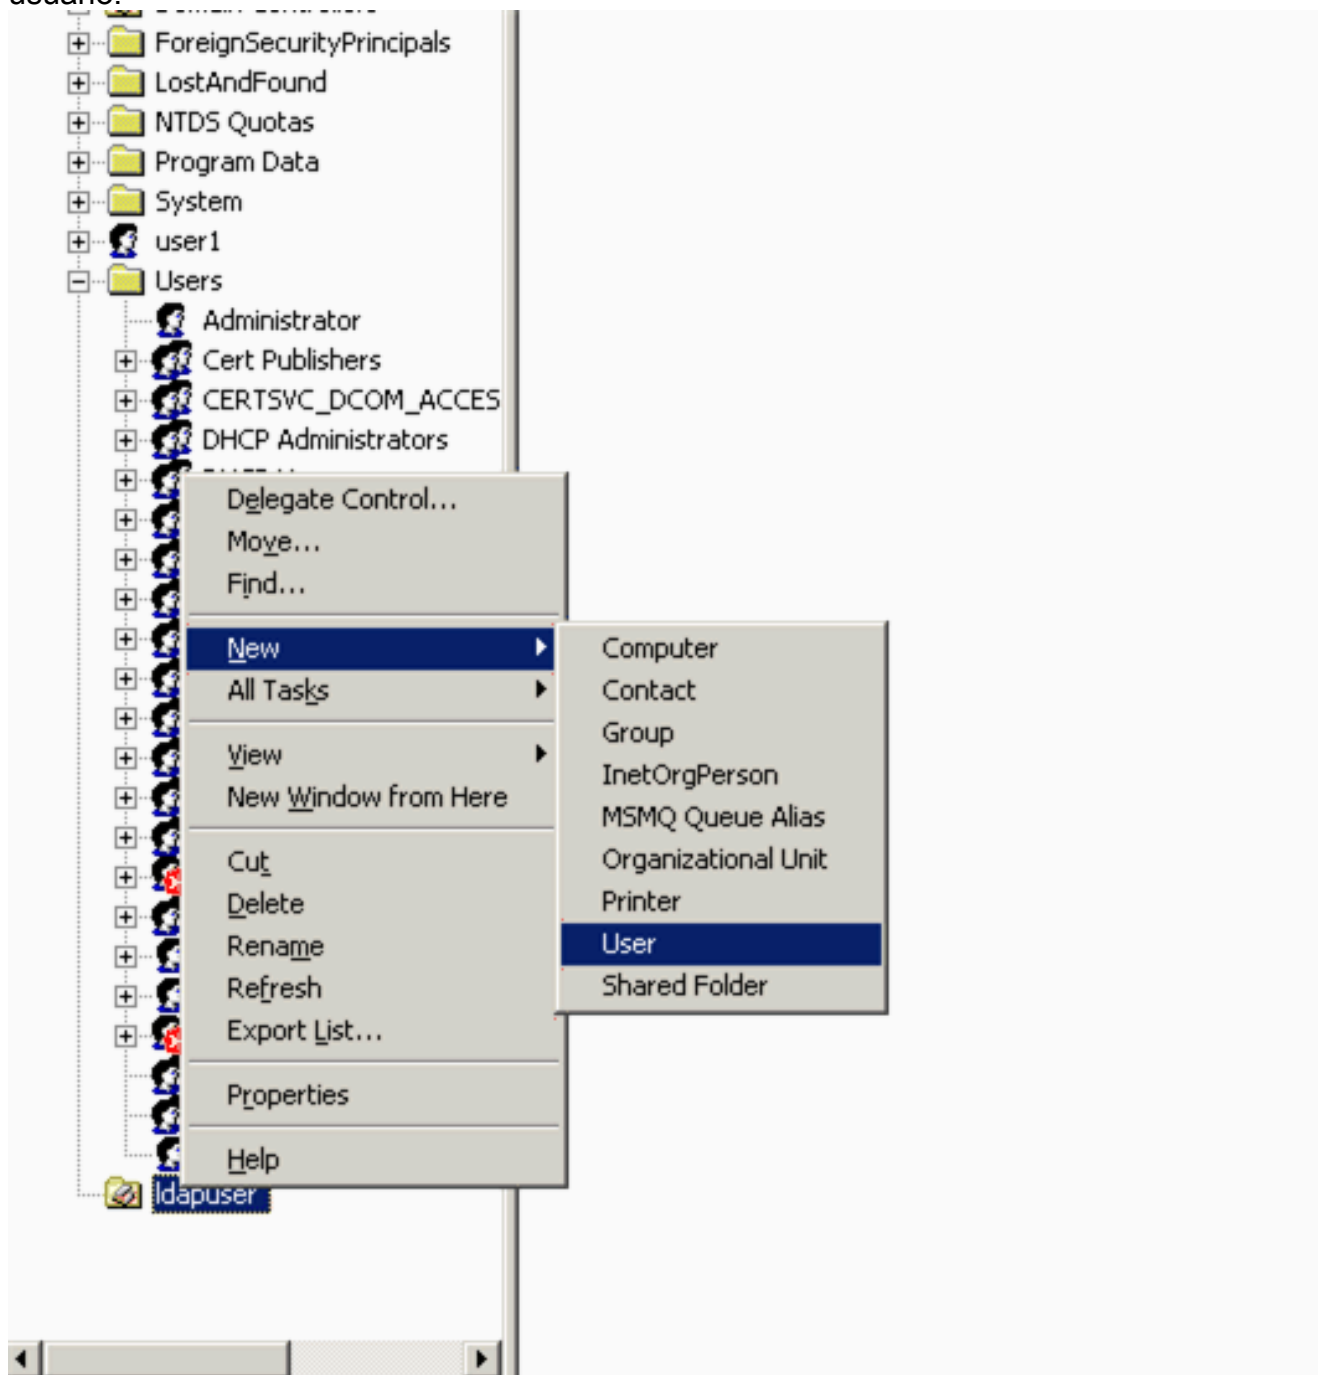 usuário.
ForeignSecurityPrincipals
LostAndFound
NTDS Quotas
Program Data
System
user1
Users
Administrator
Cert Publishers
CERTSVC_DCOM_ACCES
DHCP Administrators
Delegate Control...
Move...
Find...
New
All Tasks
View
New Window from Here
Cut
Delete
Rename
Refresh
Export List...
Properties
Help
Computer
Contact
Group
InetOrgPerson
MSMQ Queue Alias
Organizational Unit
Printer
User
Shared Folder
ldapuser